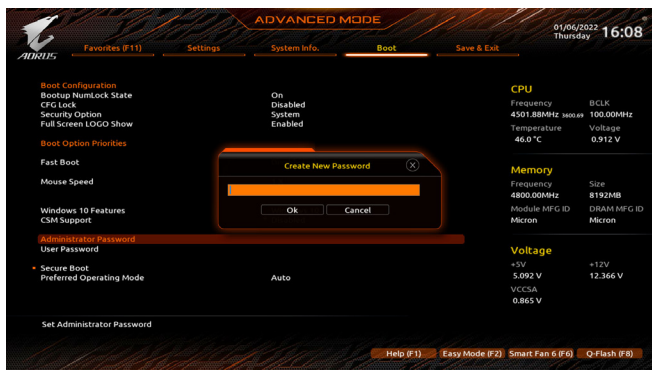 ADVANCED MODE
01/06/2022 Thursday 16:08
AORUS
Favorites (F11) Settings System Info. Boot Save & Exit
Boot Configuration
Bootup NumLock State On
CFG Lock Disabled
Security Option System
Full Screen LOGO Show Enabled
Boot Option Priorities
Fast Boot
Mouse Speed
Windows 10 Features
CSM Support
Administrator Password
User Password
Secure Boot
Preferred Operating Mode Auto
Create New Password
Ok Cancel
CPU
Frequency BCLK
4501.88MHz 3600.69 100.00MHz
Temperature Voltage
46.0 °C 0.912 V
Memory
Frequency Size
4800.00MHz 8192MB
Module MFG ID DRAM MFG ID
Micron Micron
Voltage
+5V +12V
5.092 V 12.366 V
VCCSA
0.865 V
Set Administrator Password
Help (F1) Easy Mode (F2) Smart Fan 6 (F6) Q-Flash (F8)